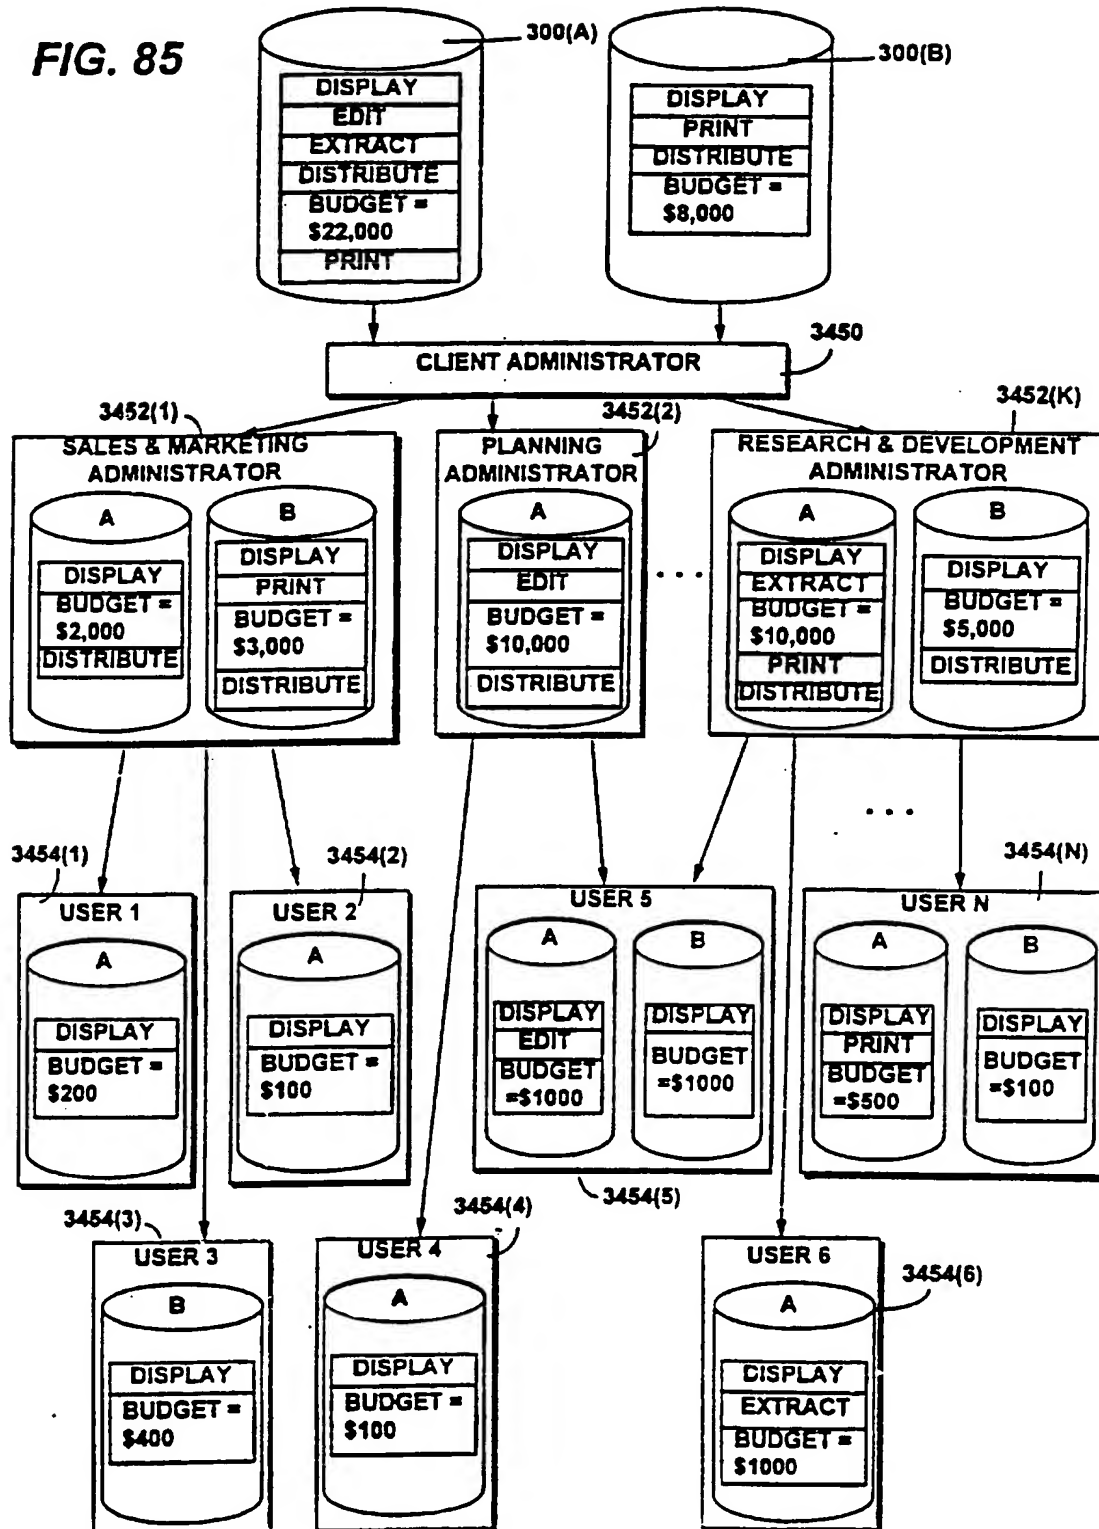 FIG. 85
300(A)
DISPLAY
EDIT
EXTRACT
DISTRIBUTE
BUDGET =
$22,000
PRINT
300(B)
DISPLAY
PRINT
DISTRIBUTE
BUDGET =
$8,000
3450
CLIENT ADMINISTRATOR
3452(1)
SALES & MARKETING
ADMINISTRATOR
A
DISPLAY
BUDGET =
$2,000
DISTRIBUTE
B
DISPLAY
PRINT
BUDGET =
$3,000
DISTRIBUTE
3452(2)
PLANNING
ADMINISTRATOR
A
DISPLAY
EDIT
BUDGET =
$10,000
DISTRIBUTE
. . . .
3452(K)
RESEARCH & DEVELOPMENT
ADMINISTRATOR
A
DISPLAY
EXTRACT
BUDGET =
$10,000
PRINT
DISTRIBUTE
B
DISPLAY
BUDGET =
$5,000
DISTRIBUTE
. . .
3454(1)
USER 1
A
DISPLAY
BUDGET =
$200
3454(2)
USER 2
A
DISPLAY
BUDGET =
$100
USER 5
A
DISPLAY
EDIT
BUDGET
=$1000
B
DISPLAY
BUDGET
=$1000
3454(5)
3454(N)
USER N
A
DISPLAY
PRINT
BUDGET
=$500
B
DISPLAY
BUDGET
=$100
3454(3)
USER 3
B
DISPLAY
BUDGET =
$400
3454(4)
USER 4
A
DISPLAY
BUDGET =
$100
USER 6
3454(6)
A
DISPLAY
EXTRACT
BUDGET =
$1000